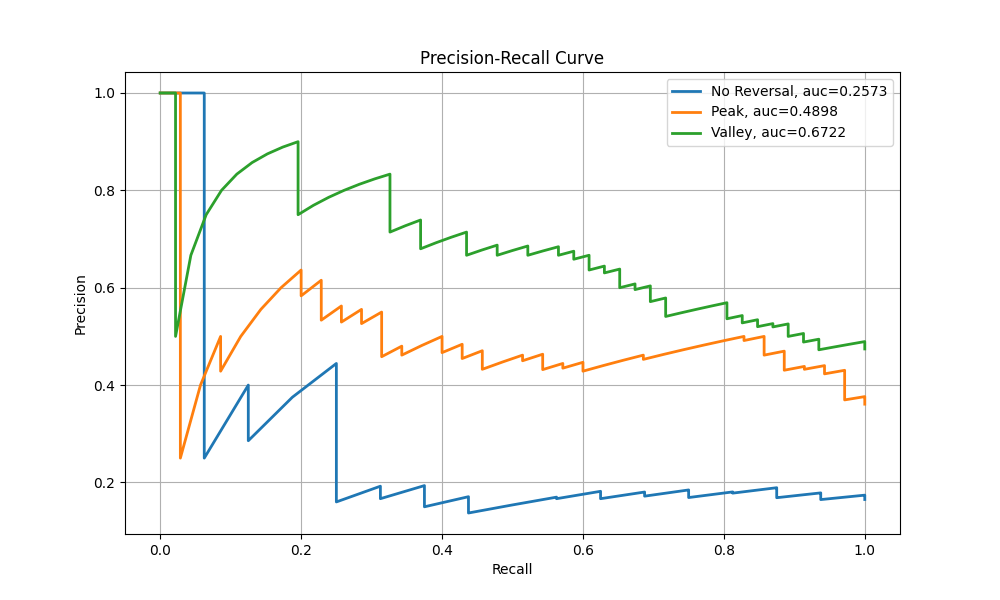 Precision-Recall Curve
No Reversal, auc=0.2573
Peak, auc=0.4898
Valley, auc=0.6722
1.0
0.8
0.6
0.4
0.2
Precision
0.0 0.2 0.4 0.6 0.8 1.0
Recall